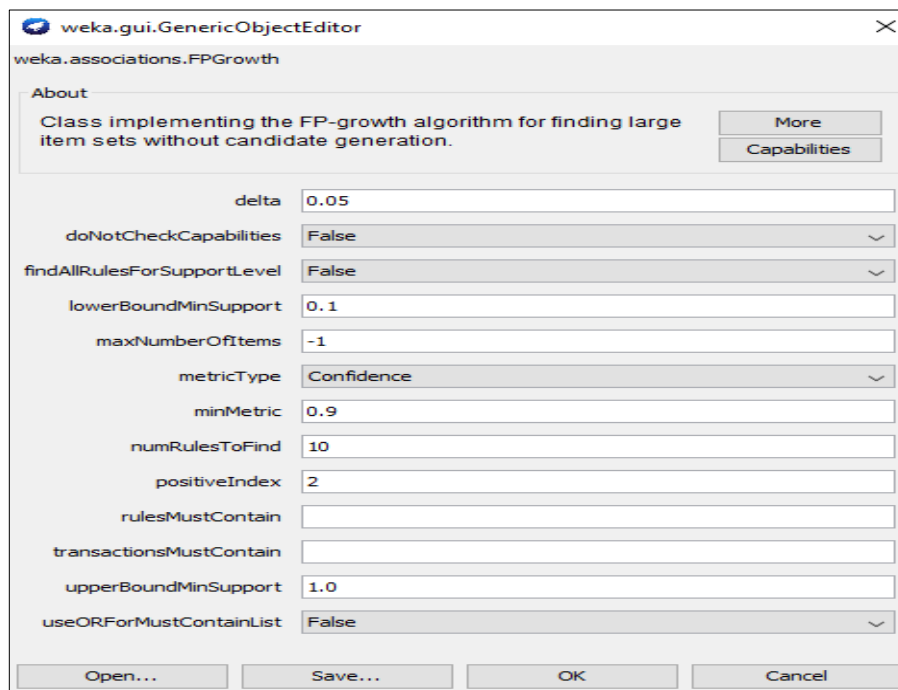 weka.gui.GenericObjectEditor
weka.associations.FPGrowth
About
Class implementing the FP-growth algorithm for finding large
item sets without candidate generation.
More
Capabilities
delta 0.05
doNotCheckCapabilities False
findAllRulesForSupportLevel False
lowerBoundMinSupport 0.1
maxNumberOfItems -1
metricType Confidence
minMetric 0.9
numRulesToFind 10
positiveIndex 2
rulesMustContain
transactionsMustContain
upperBoundMinSupport 1.0
useORForMustContainList False
Open... Save... OK Cancel